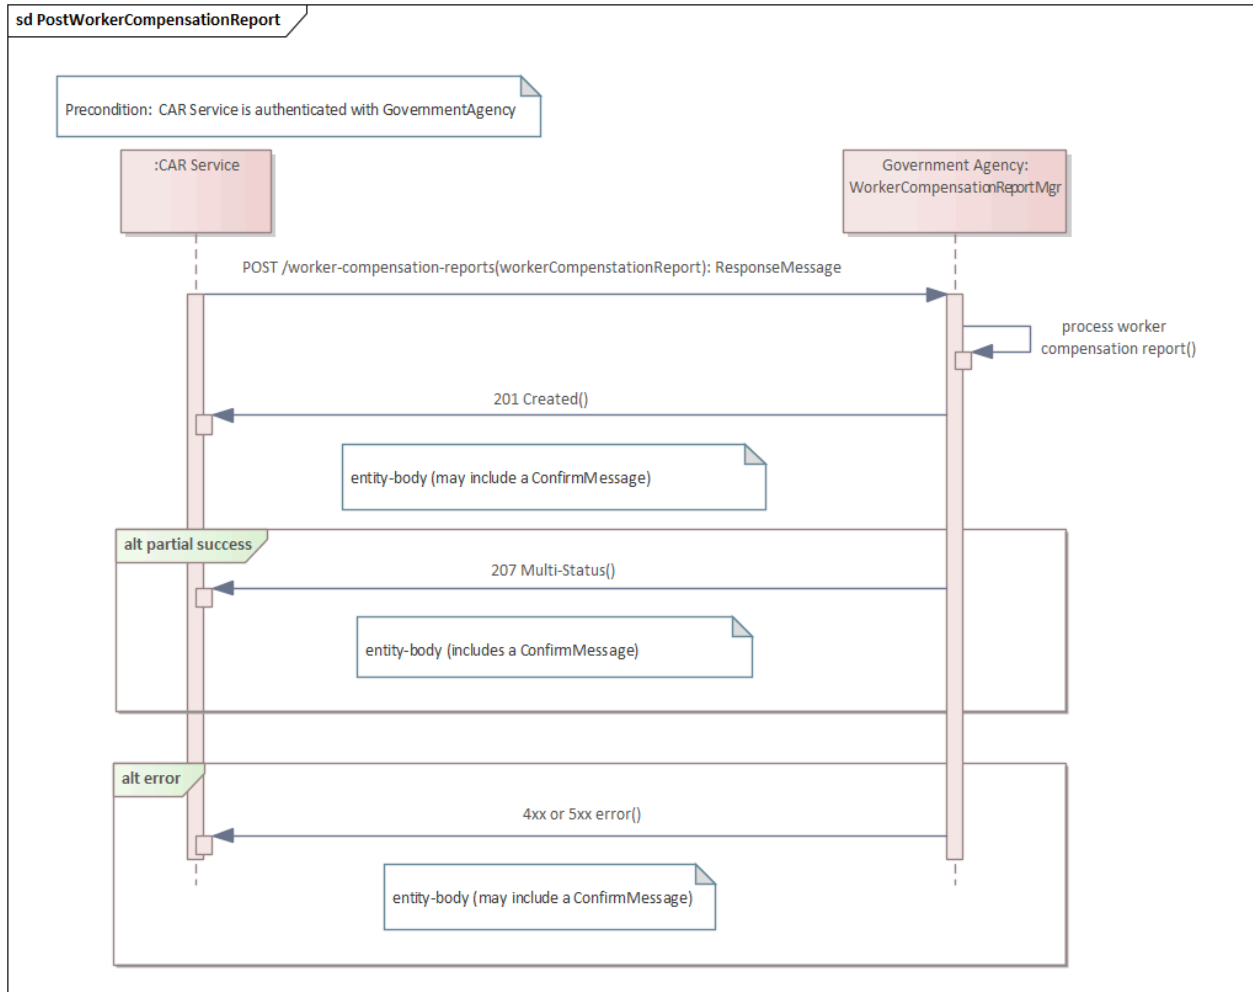 sd PostWorkerCompensationReport
Precondition:  CAR Service is authenticated with GovernmentAgency
:CAR Service
Government Agency:
WorkerCompensationReportMgr
POST /worker-compensation-reports(workerCompenstationReport): ResponseMessage
process worker
compensation report()
201 Created()
entity-body (may include a ConfirmMessage)
alt partial success
207 Multi-Status()
entity-body (includes a ConfirmMessage)
alt error
4xx or 5xx error()
entity-body (may include a ConfirmMessage)